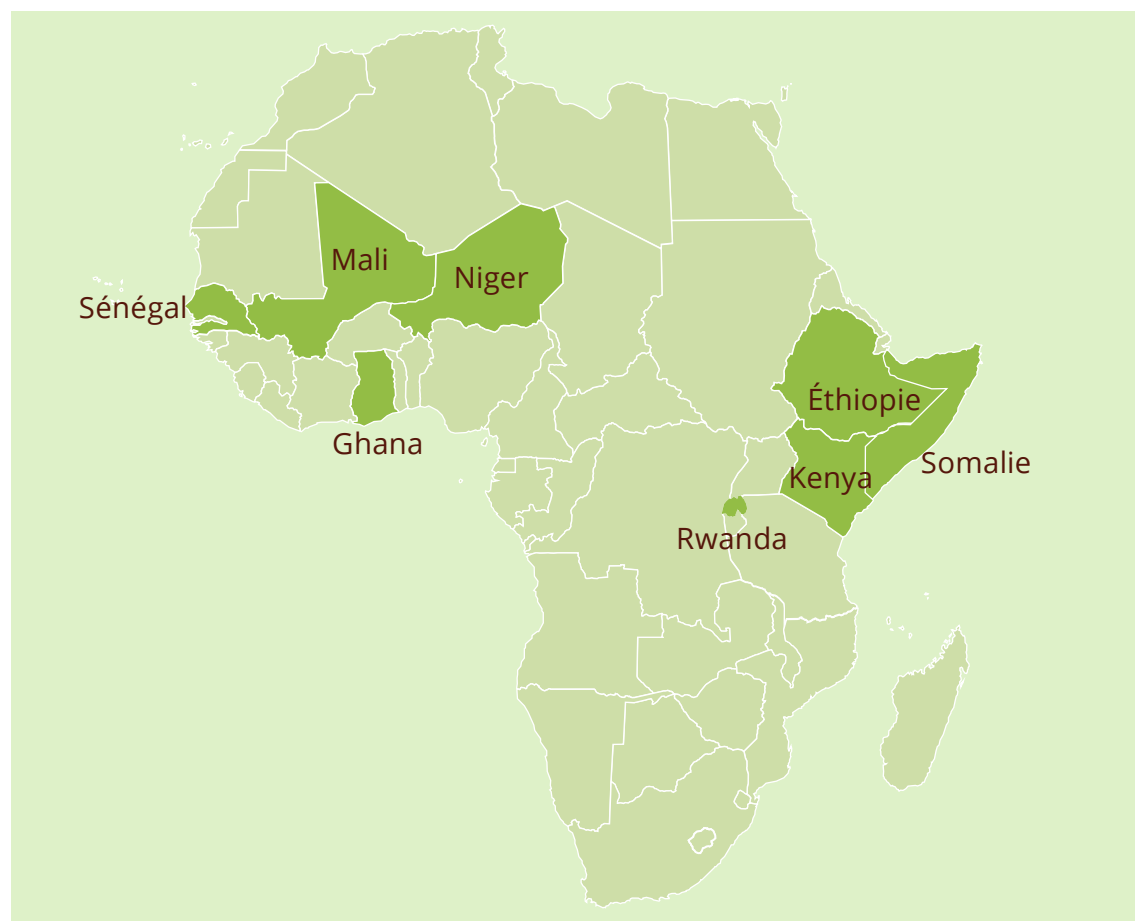 Mali
Niger
Sénégal
Éthiopie
Ghana
Somalie
Kenya
Rwanda